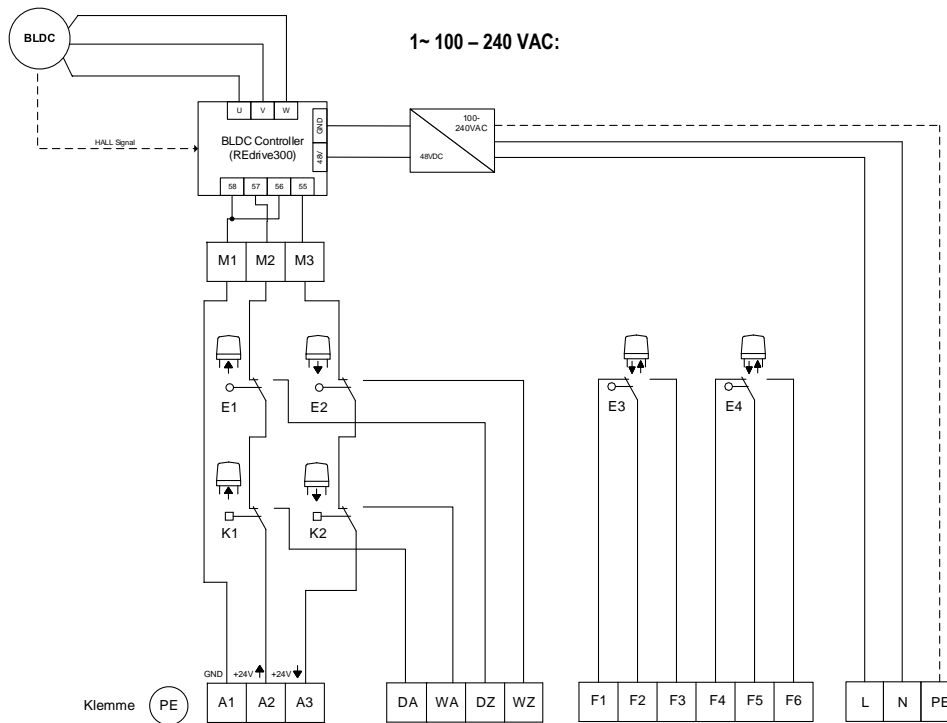 BLDC
1~ 100 – 240 VAC:
HALL Signal
U V W
BLDC Controller
(REdrive300)
GND
48V
58 57 56 55
100-
240VAC
48VDC
M1 M2 M3
E1 E2 E3 E4
K1 K2
GND +24V +24V
Klemme PE
A1 A2 A3
DA WA DZ WZ
F1 F2 F3 F4 F5 F6
L N PE